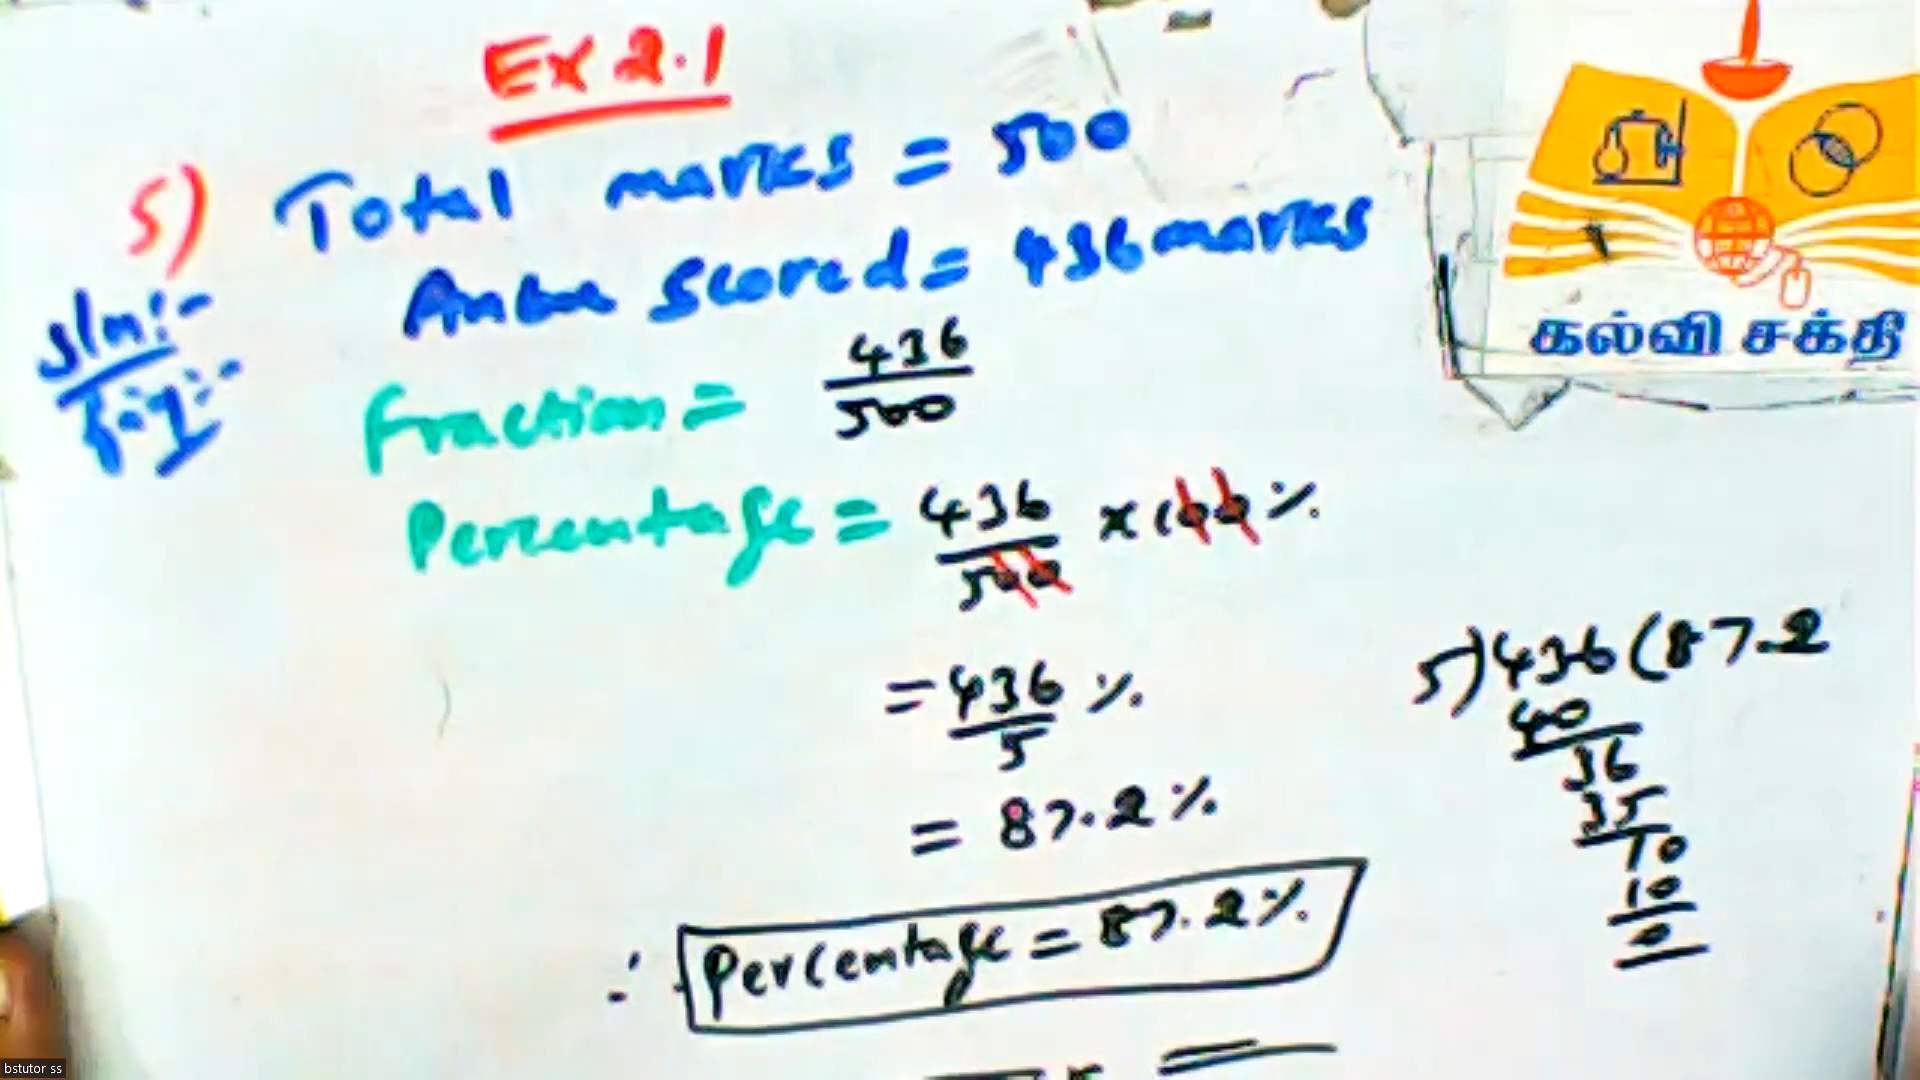 Ex 2.1
5) Total marks = 500
Sln:-
Anbu Scored = 436 marks
fraction = 436/500
Percentage = 436/500 x 100 %
= 436/5 %
= 87.2 %
∴ Percentage = 87.2 %
5)436(87.2
40
36
35
10
10
0
கல்வி சக்தி
bstutor ss